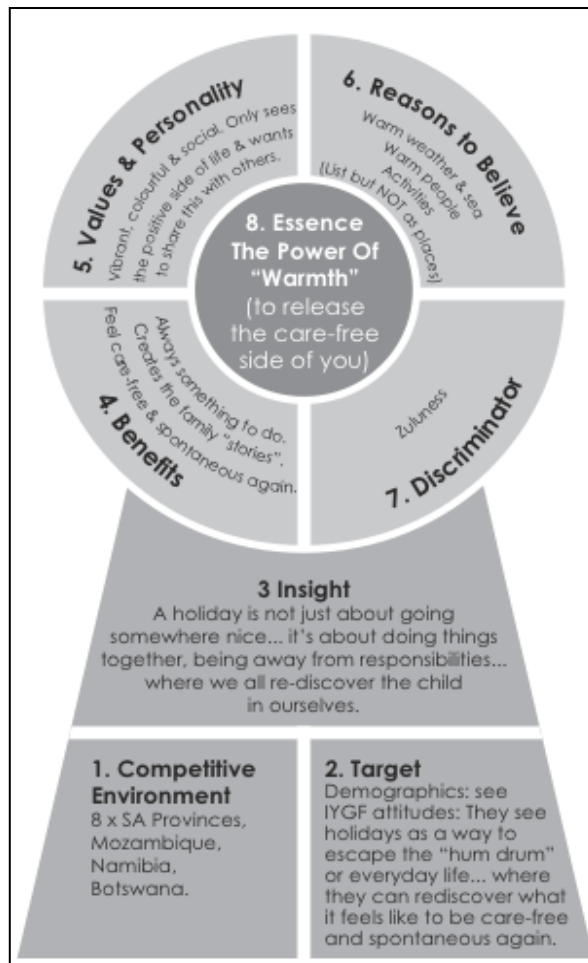 5. Values & Personality
Vibrant, colourful & social. Only sees
the positive side of life & wants
to share this with others.
6. Reasons to Believe
Warm weather & sea
Warm people
Activities
(List but NOT as places)
8. Essence
The Power Of
“Warmth”
(to release
the care-free
side of you)
4. Benefits
Always something to do.
Creates the family "stories".
Feel care-free & spontaneous again.
7. Discriminator
Zuluness
3 Insight
A holiday is not just about going
somewhere nice... it's about doing things
together, being away from responsibilities...
where we all re-discover the child
in ourselves.
1. Competitive
Environment
8 x SA Provinces,
Mozambique,
Namibia,
Botswana.
2. Target
Demographics: see
IYGF attitudes: They see
holidays as a way to
escape the “hum drum”
or everyday life... where
they can rediscover what
it feels like to be care-free
and spontaneous again.